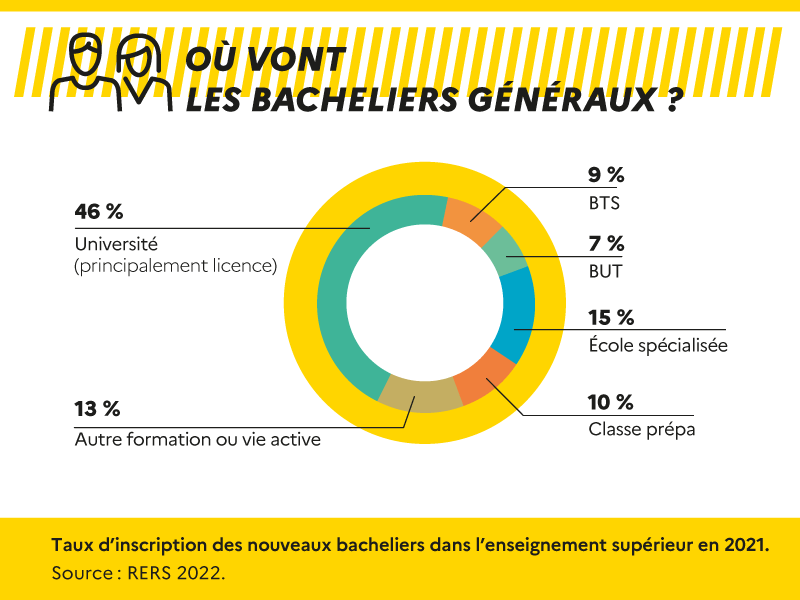 OÙ VONT
LES BACHELIERS GÉNÉRAUX ?
46 %
Université
(principalement licence)
13 %
Autre formation ou vie active
9 %
BTS
7 %
BUT
15 %
École spécialisée
10 %
Classe prépa
Taux d’inscription des nouveaux bacheliers dans l’enseignement supérieur en 2021.
Source : RERS 2022.